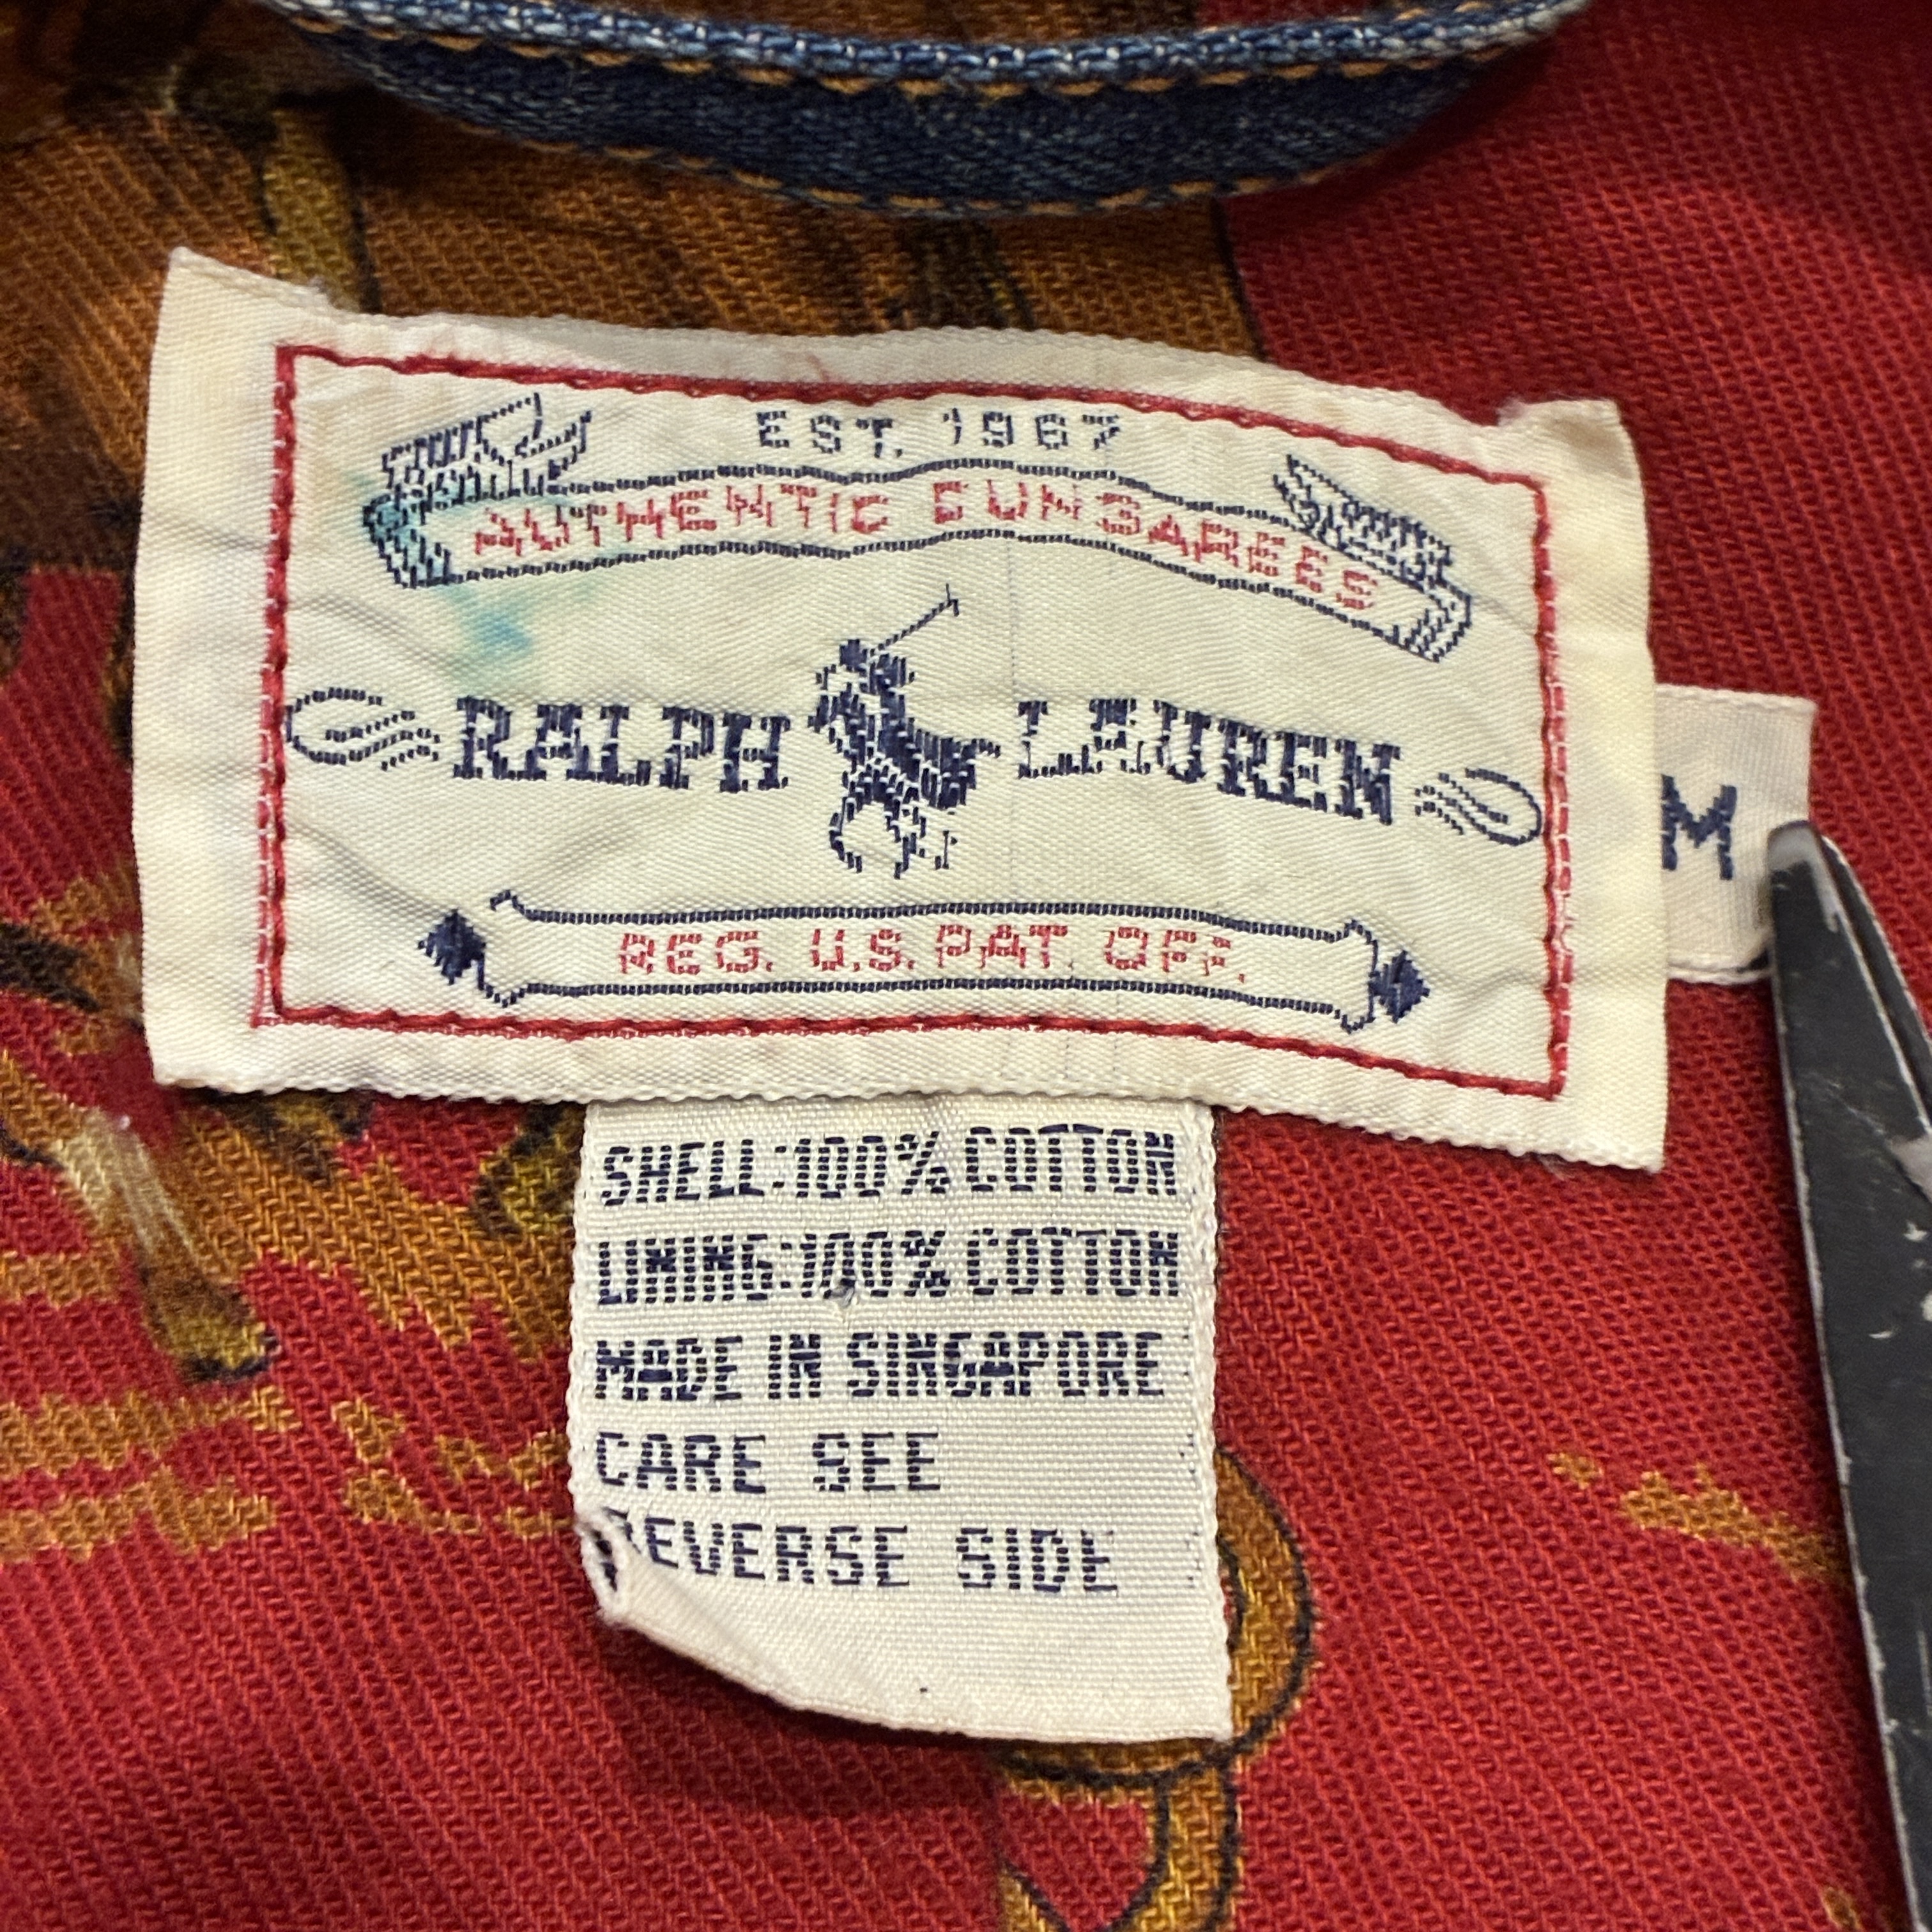 EST. 1967
AUTHENTIC DUNGAREES
RALPH LAUREN
M
REG. U.S. PAT. OFF.
SHELL:100% COTTON
LINING:100% COTTON
MADE IN SINGAPORE
CARE SEE
REVERSE SIDE